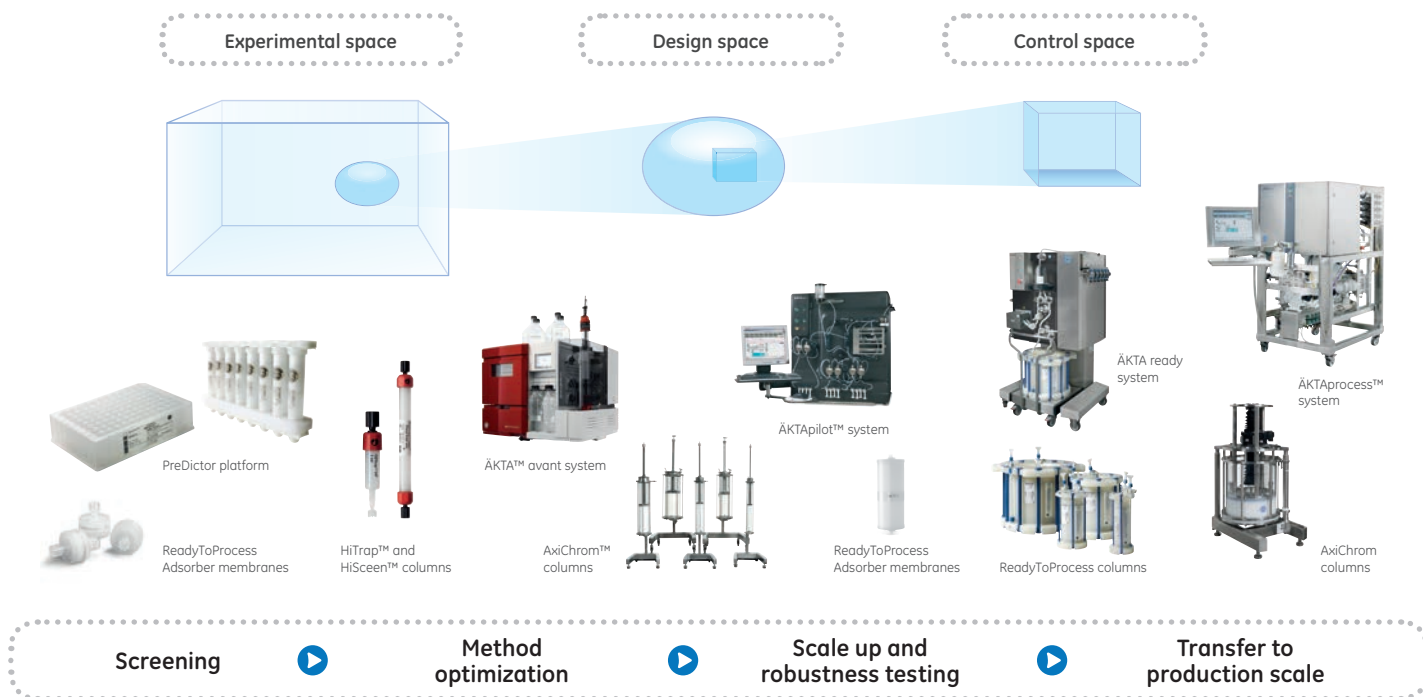 Experimental space
Design space
Control space
PreDictor platform
ReadyToProcess
Adsorber membranes
HiTrap™ and
HiSceen™ columns
ÄKTA™ avant system
AxiChrom™
columns
ÄKTApilot™ system
ReadyToProcess
Adsorber membranes
ÄKTA ready
system
ReadyToProcess columns
ÄKTAprocess™
system
AxiChrom
columns
Screening
Method
optimization
Scale up and
robustness testing
Transfer to
production scale